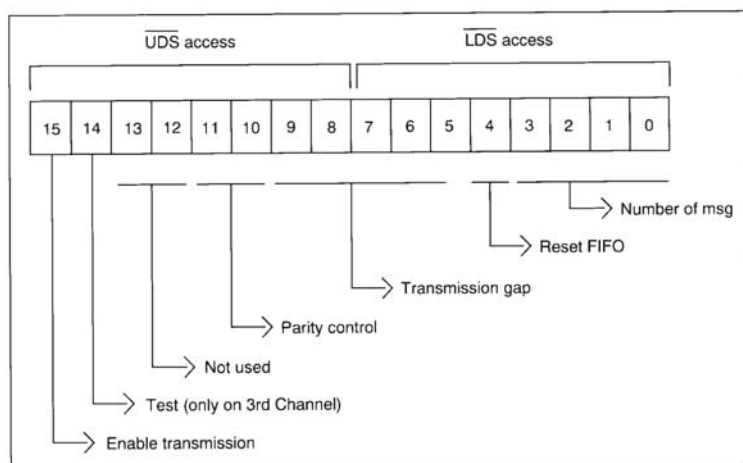 UDS access LDS access
15 14 13 12 11 10 9 8 7 6 5 4 3 2 1 0
Number of msg
Reset FIFO
Transmission gap
Parity control
Not used
Test (only on 3rd Channel)
Enable transmission